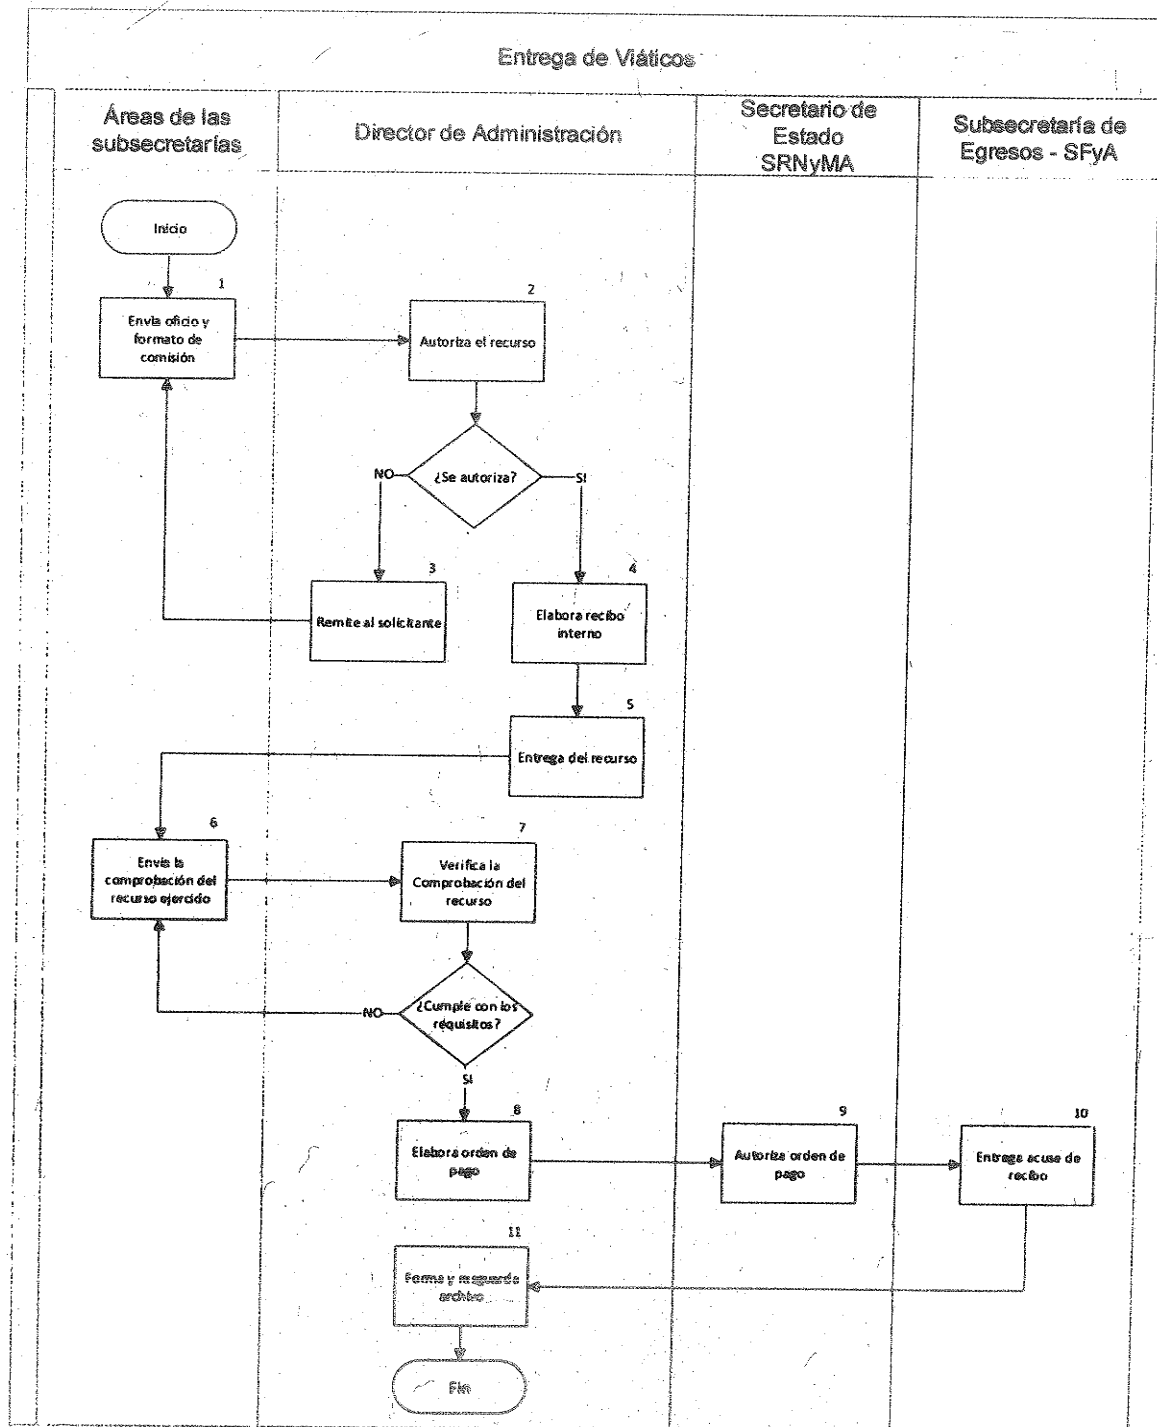 Entrega de Viáticos
Áreas de las
subsecretarías
Director de Administración
Secretario de
Estado
SRNyMA
Subsecretaría de
Egresos - SFyA
Inicio
1
Envía oficio y
formato de
comisión
2
Autoriza el recurso
¿Se autoriza?
NO
SI
3
Remite al solicitante
4
Elabora recibo
interno
5
Entrega del recurso
6
Envía la
comprobación del
recurso ejercido
7
Verifica la
Comprobación del
recurso
¿Cumple con los
requisitos?
NO
SI
8
Elabora orden de
pago
9
Autoriza orden de
pago
10
Entrega acuse de
recibo
11
Forma y resguarda
archivo
Fin